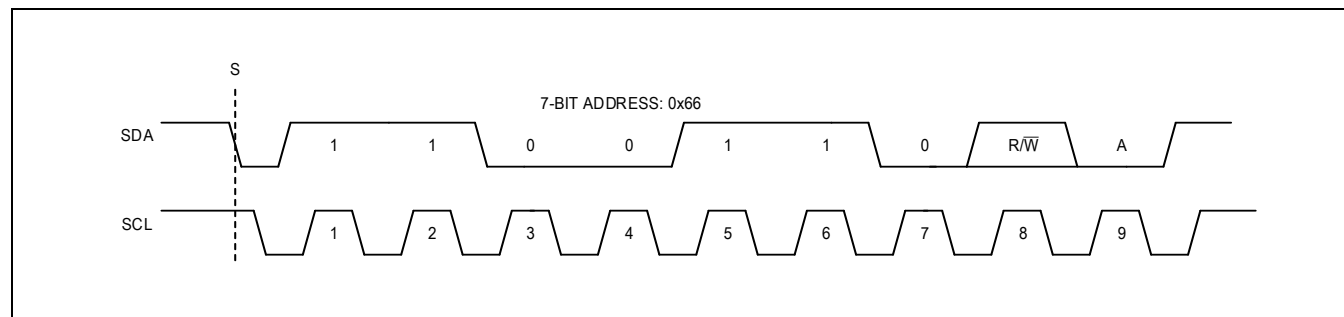 S
7-BIT ADDRESS: 0x66
SDA 1 1 0 0 1 1 0 R/W̅ A
SCL 1 2 3 4 5 6 7 8 9